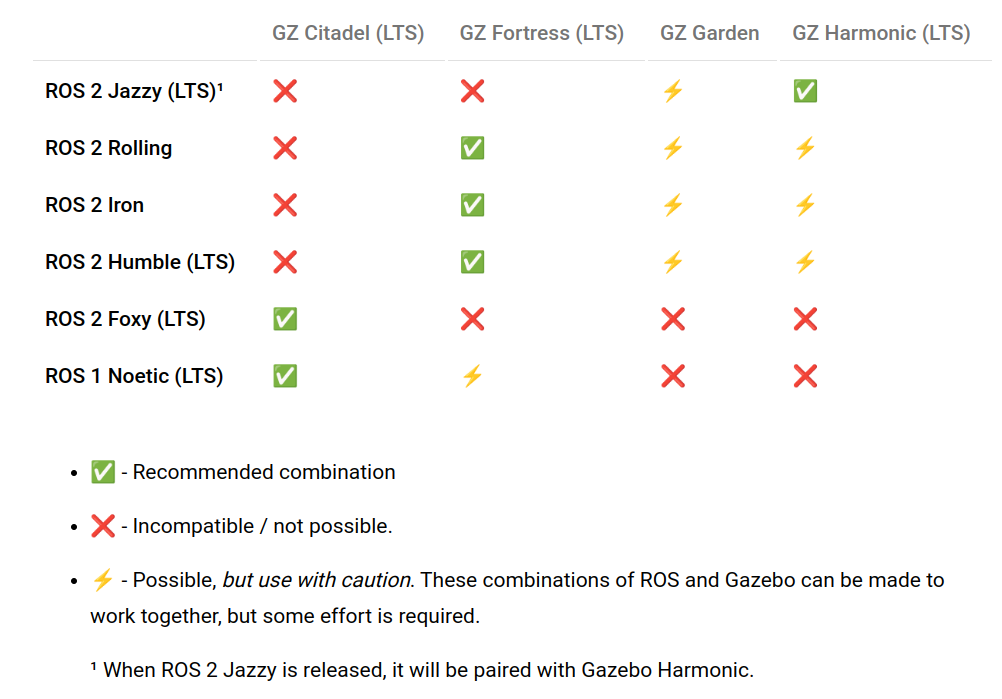 GZ Citadel (LTS) GZ Fortress (LTS) GZ Garden GZ Harmonic (LTS)
ROS 2 Jazzy (LTS)¹ ❌ ❌ ⚡ ✅
ROS 2 Rolling ❌ ✅ ⚡ ⚡
ROS 2 Iron ❌ ✅ ⚡ ⚡
ROS 2 Humble (LTS) ❌ ✅ ⚡ ⚡
ROS 2 Foxy (LTS) ✅ ❌ ❌ ❌
ROS 1 Noetic (LTS) ✅ ⚡ ❌ ❌
• ✅ - Recommended combination
• ❌ - Incompatible / not possible.
• ⚡ - Possible, but use with caution. These combinations of ROS and Gazebo can be made to
work together, but some effort is required.
¹ When ROS 2 Jazzy is released, it will be paired with Gazebo Harmonic.